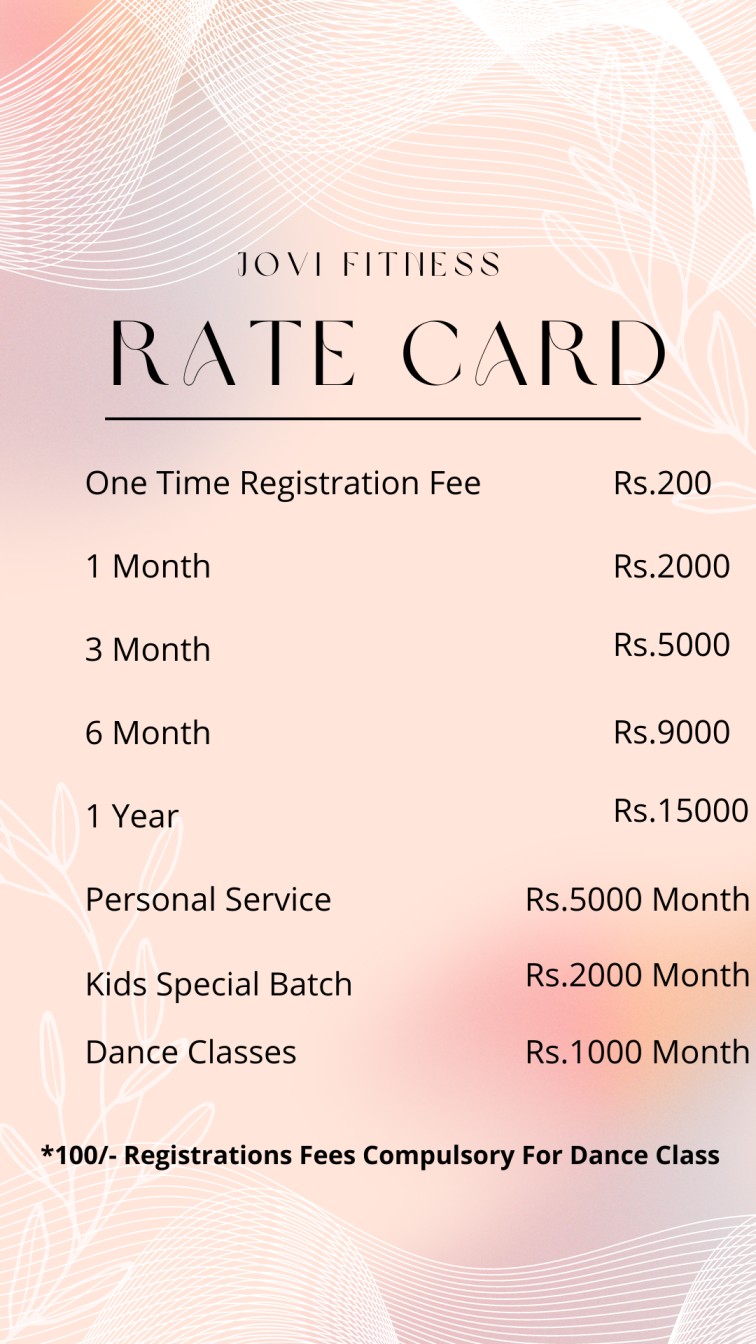 JOVI FITNESS
RATE CARD
One Time Registration Fee Rs.200
1 Month Rs.2000
3 Month Rs.5000
6 Month Rs.9000
1 Year Rs.15000
Personal Service Rs.5000 Month
Kids Special Batch Rs.2000 Month
Dance Classes Rs.1000 Month
*100/- Registrations Fees Compulsory For Dance Class